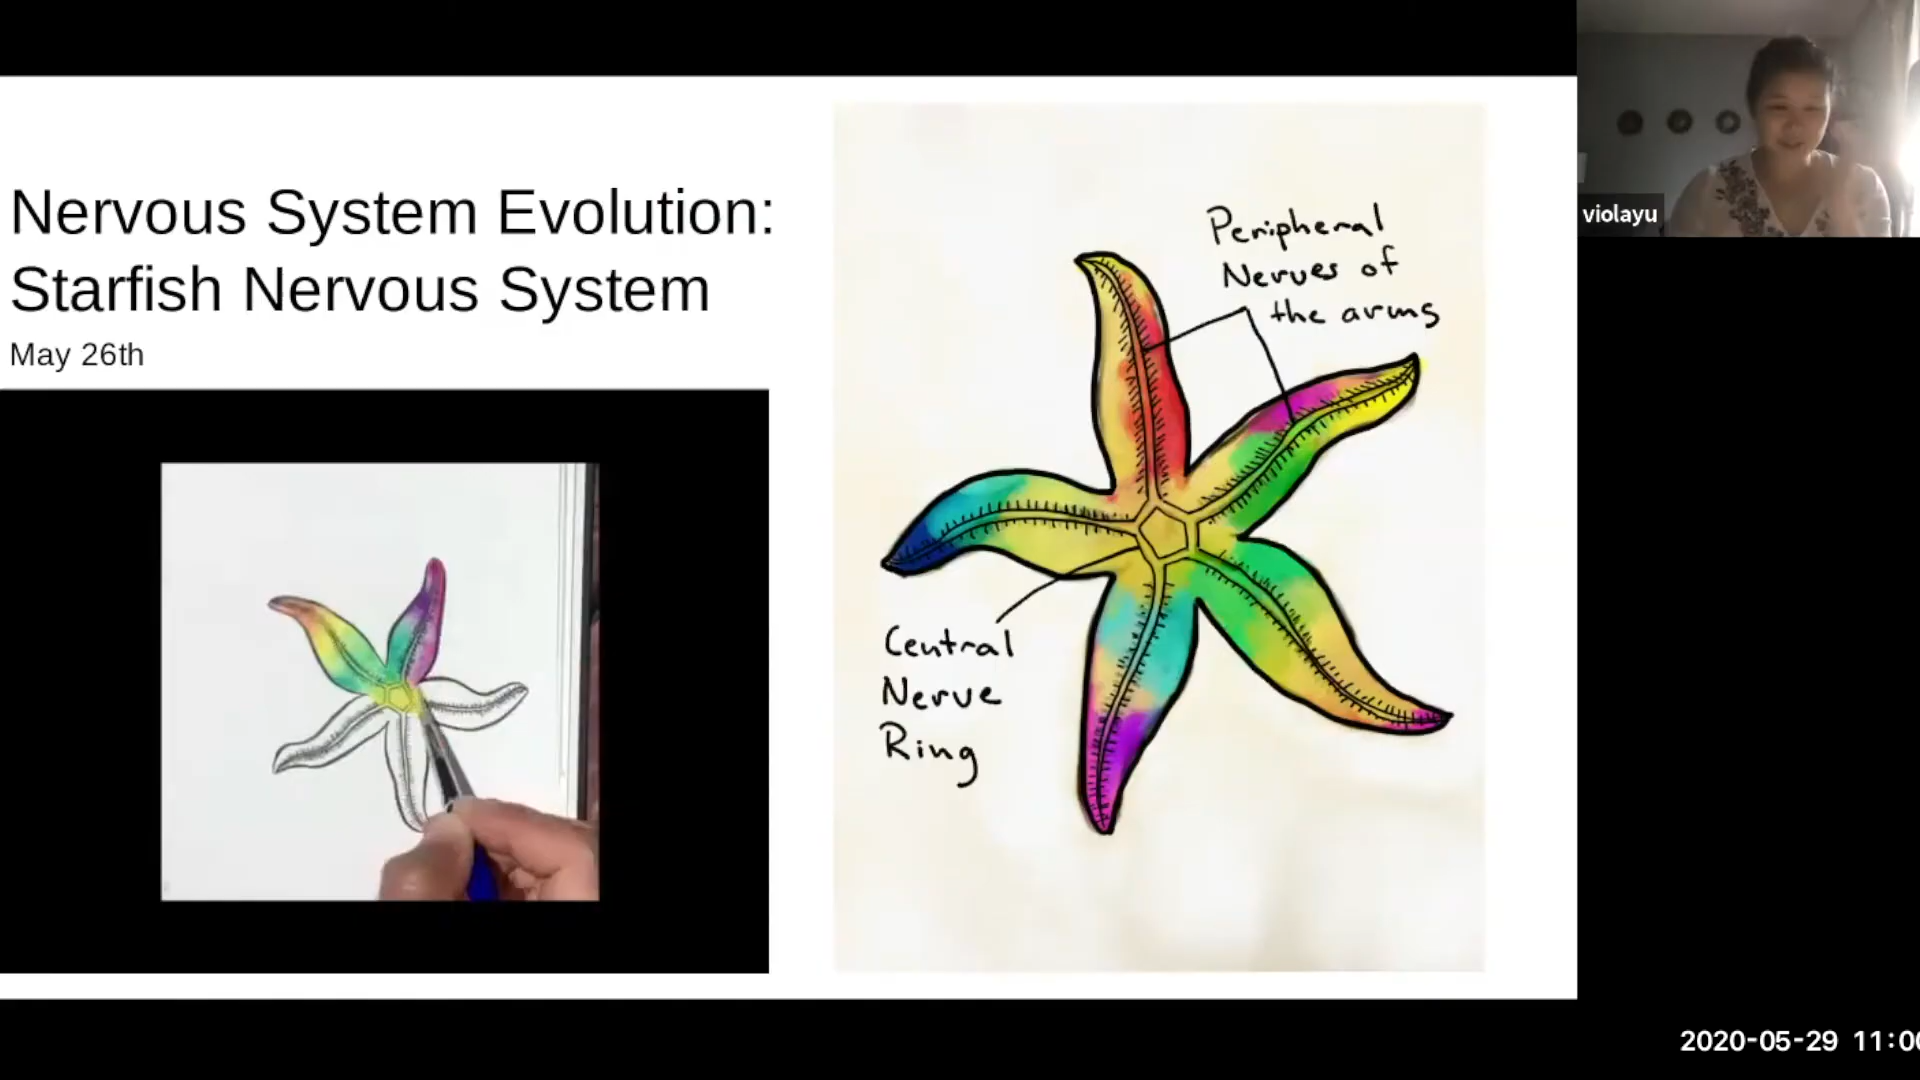 Nervous System Evolution:
Starfish Nervous System
May 26th
Peripheral
Nerves of
the arms
Central
Nerve
Ring
violayu
2020-05-29 11:00